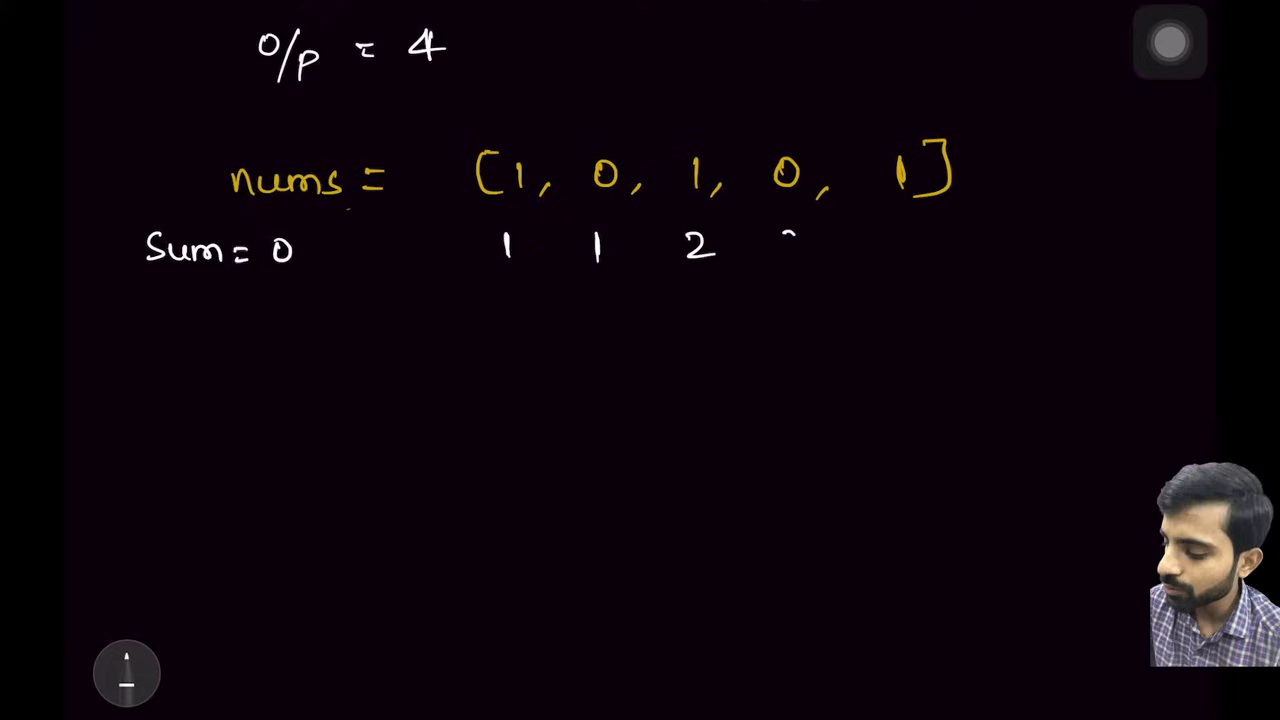 O/P = 4
nums = [1, 0, 1, 0, 1]
Sum = 0 1 1 2